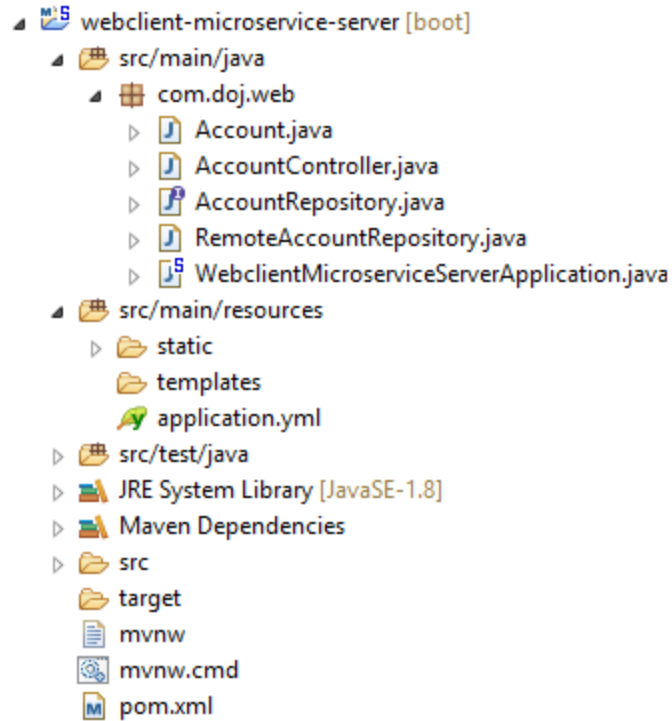 webclient-microservice-server [boot]
src/main/java
com.doj.web
Account.java
AccountController.java
AccountRepository.java
RemoteAccountRepository.java
WebclientMicroserviceServerApplication.java
src/main/resources
static
templates
application.yml
src/test/java
JRE System Library [JavaSE-1.8]
Maven Dependencies
src
target
mvnw
mvnw.cmd
pom.xml